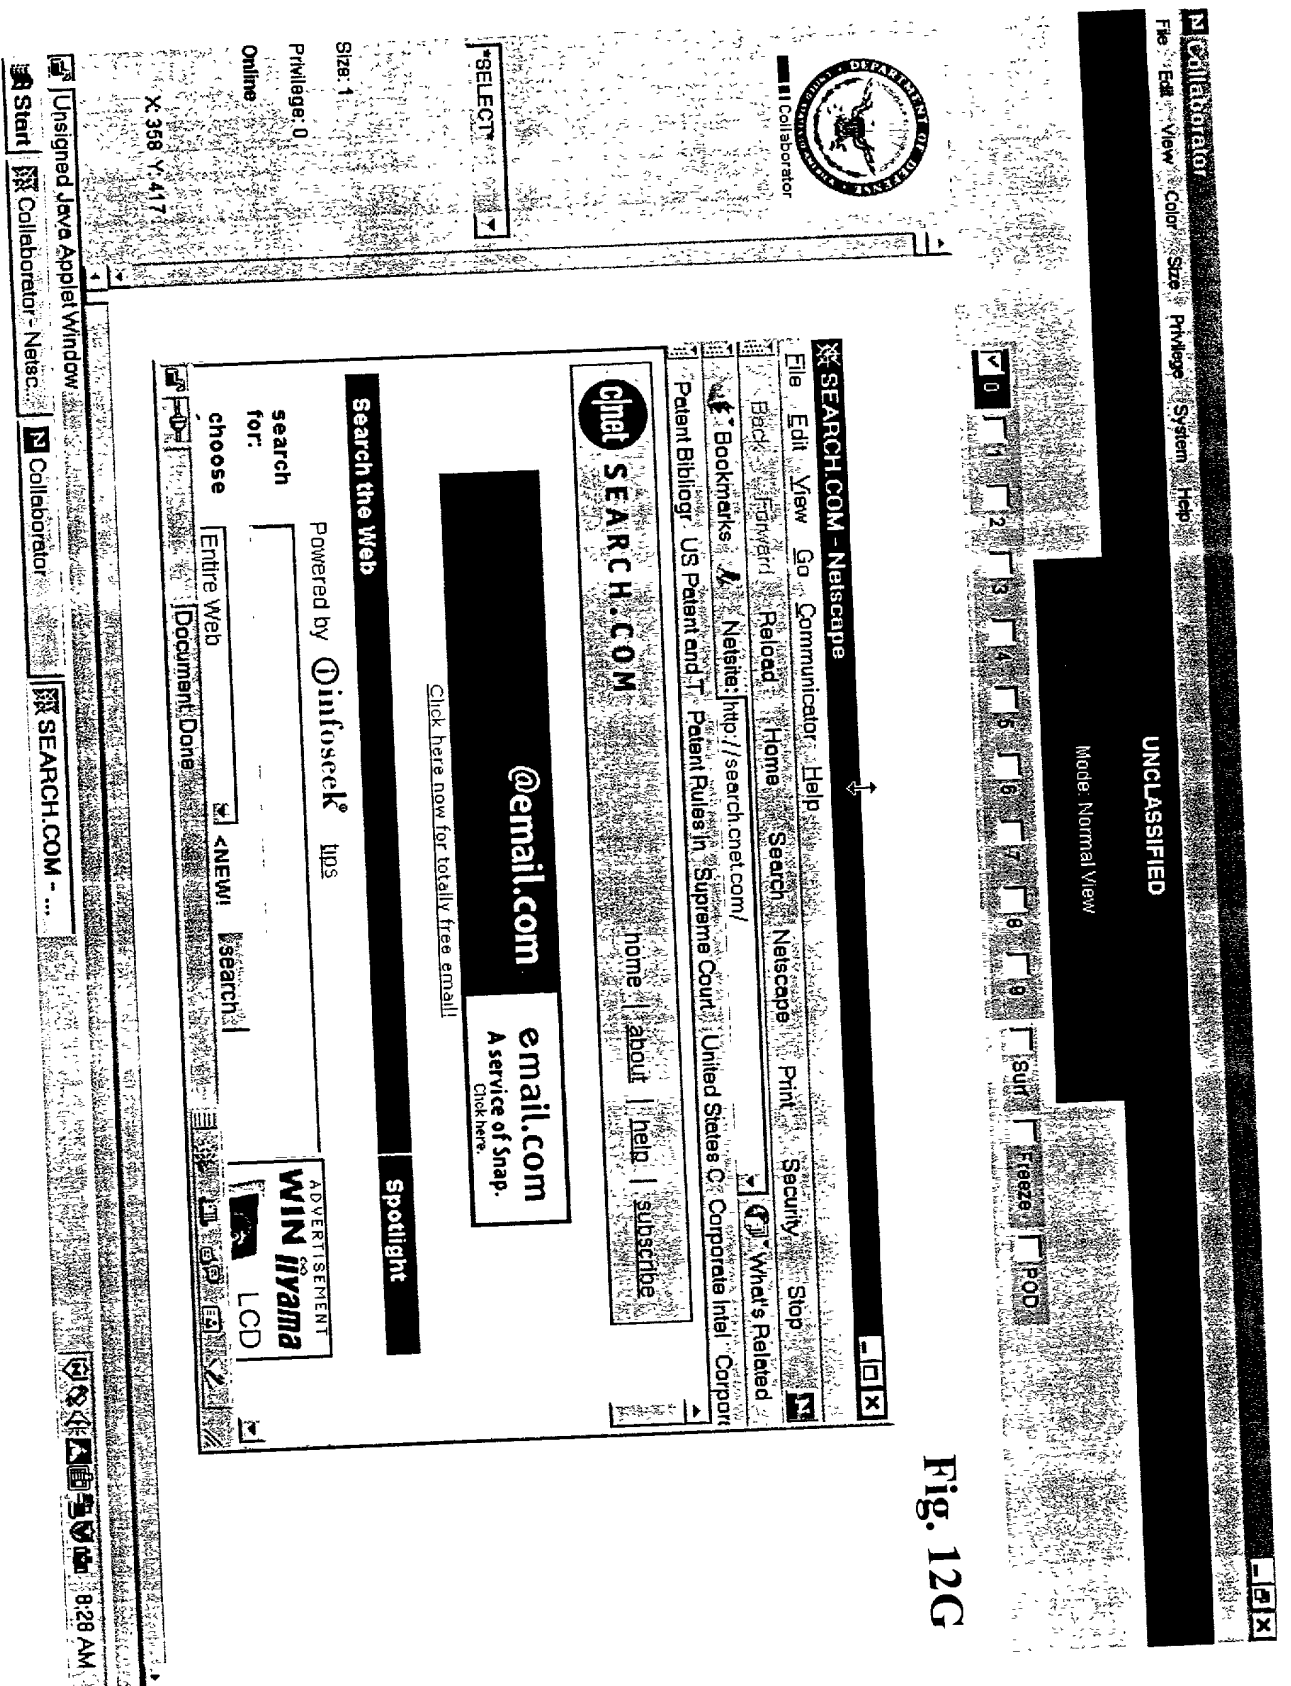 Collaborator
File Edit View Color Size Privilege System Help
UNCLASSIFIED
Mode: Normal View
0 1 2 3 4 5 6 7 8 9 Surf Freeze POD
DEPARTMENT OF DEFENSE
Collaborator
*SELECT*
Size: 1
Privilege: 0
Online
X: 358 Y: 417
Fig. 12G
SEARCH.COM - Netscape
File Edit View Go Communicator Help
Back Forward Reload Home Search Netscape Print Security Stop
Bookmarks Netsite: http://search.cnet.com/ What's Related
Patent Bibliogr US Patent and T Patent Rules in Supreme Court United States C Corporate Intel Corpora
c|net SEARCH.COM home | about | help | subscribe
@email.com
email.com
A service of Snap.
Click here.
Click here now for totally free email!
Search the Web Spotlight
Powered by infoseek® tips
search for:
choose
Entire Web <NEW! search
ADVERTISEMENT
WIN iiyama
LCD
Document Done
Unsigned Java Applet Window
Start Collaborator - Netsc... Collaborator SEARCH.COM - ... 8:28 AM